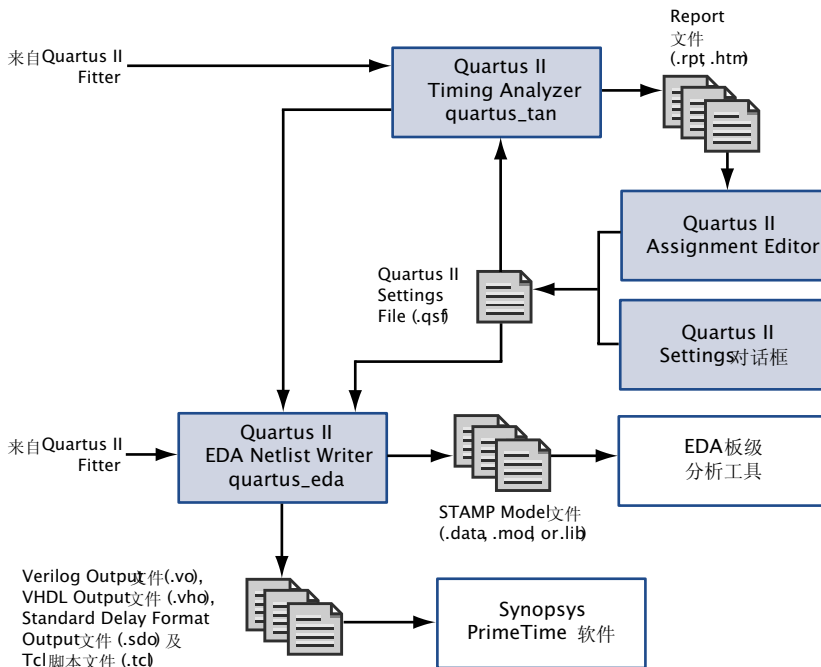 来自Quartus II
Fitter
Quartus II
Timing Analyzer
quartus_tan
Report
文件
(.rpt, .htm)
Quartus II
Assignment Editor
Quartus II
Settings
File (.qsf)
Quartus II
Settings对话框
来自Quartus II
Fitter
Quartus II
EDA Netlist Writer
quartus_eda
STAMP Model文件
(.data, .mod, or.lib)
EDA板级
分析工具
Verilog Output文件(.vo),
VHDL Output文件 (.vho),
Standard Delay Format
Output文件 (.sdo) 及
Tcl脚本文件 (.tcl)
Synopsys
PrimeTime 软件